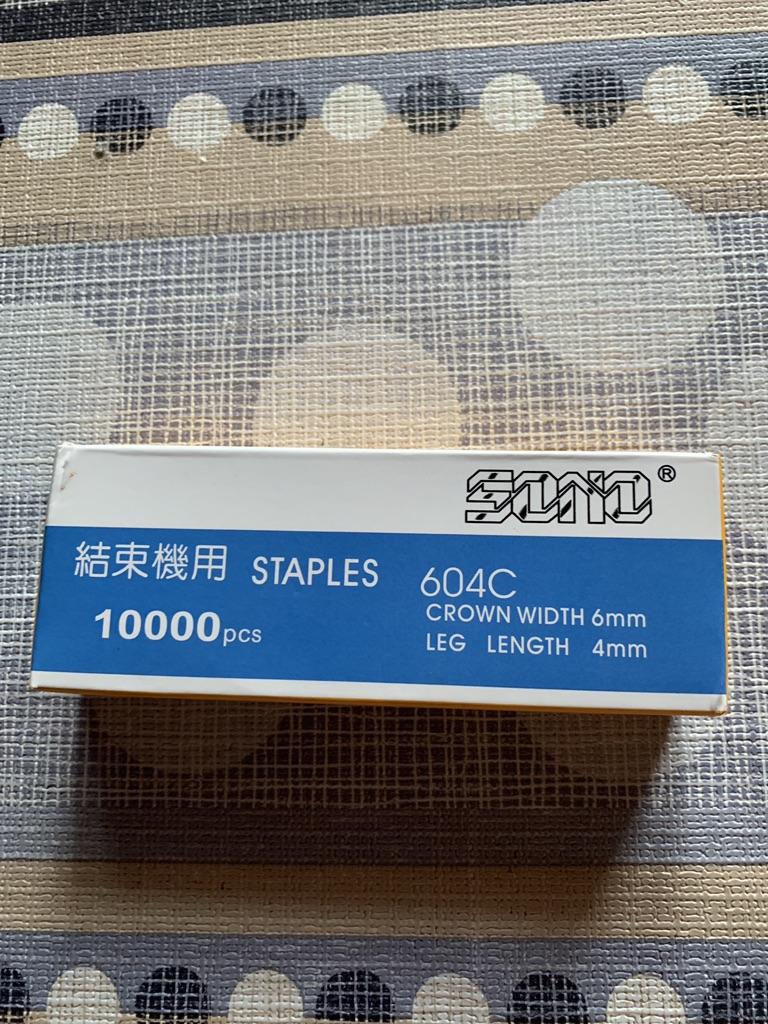 SONO®
結束機用 STAPLES 604C
10000pcs
CROWN WIDTH 6mm
LEG LENGTH 4mm